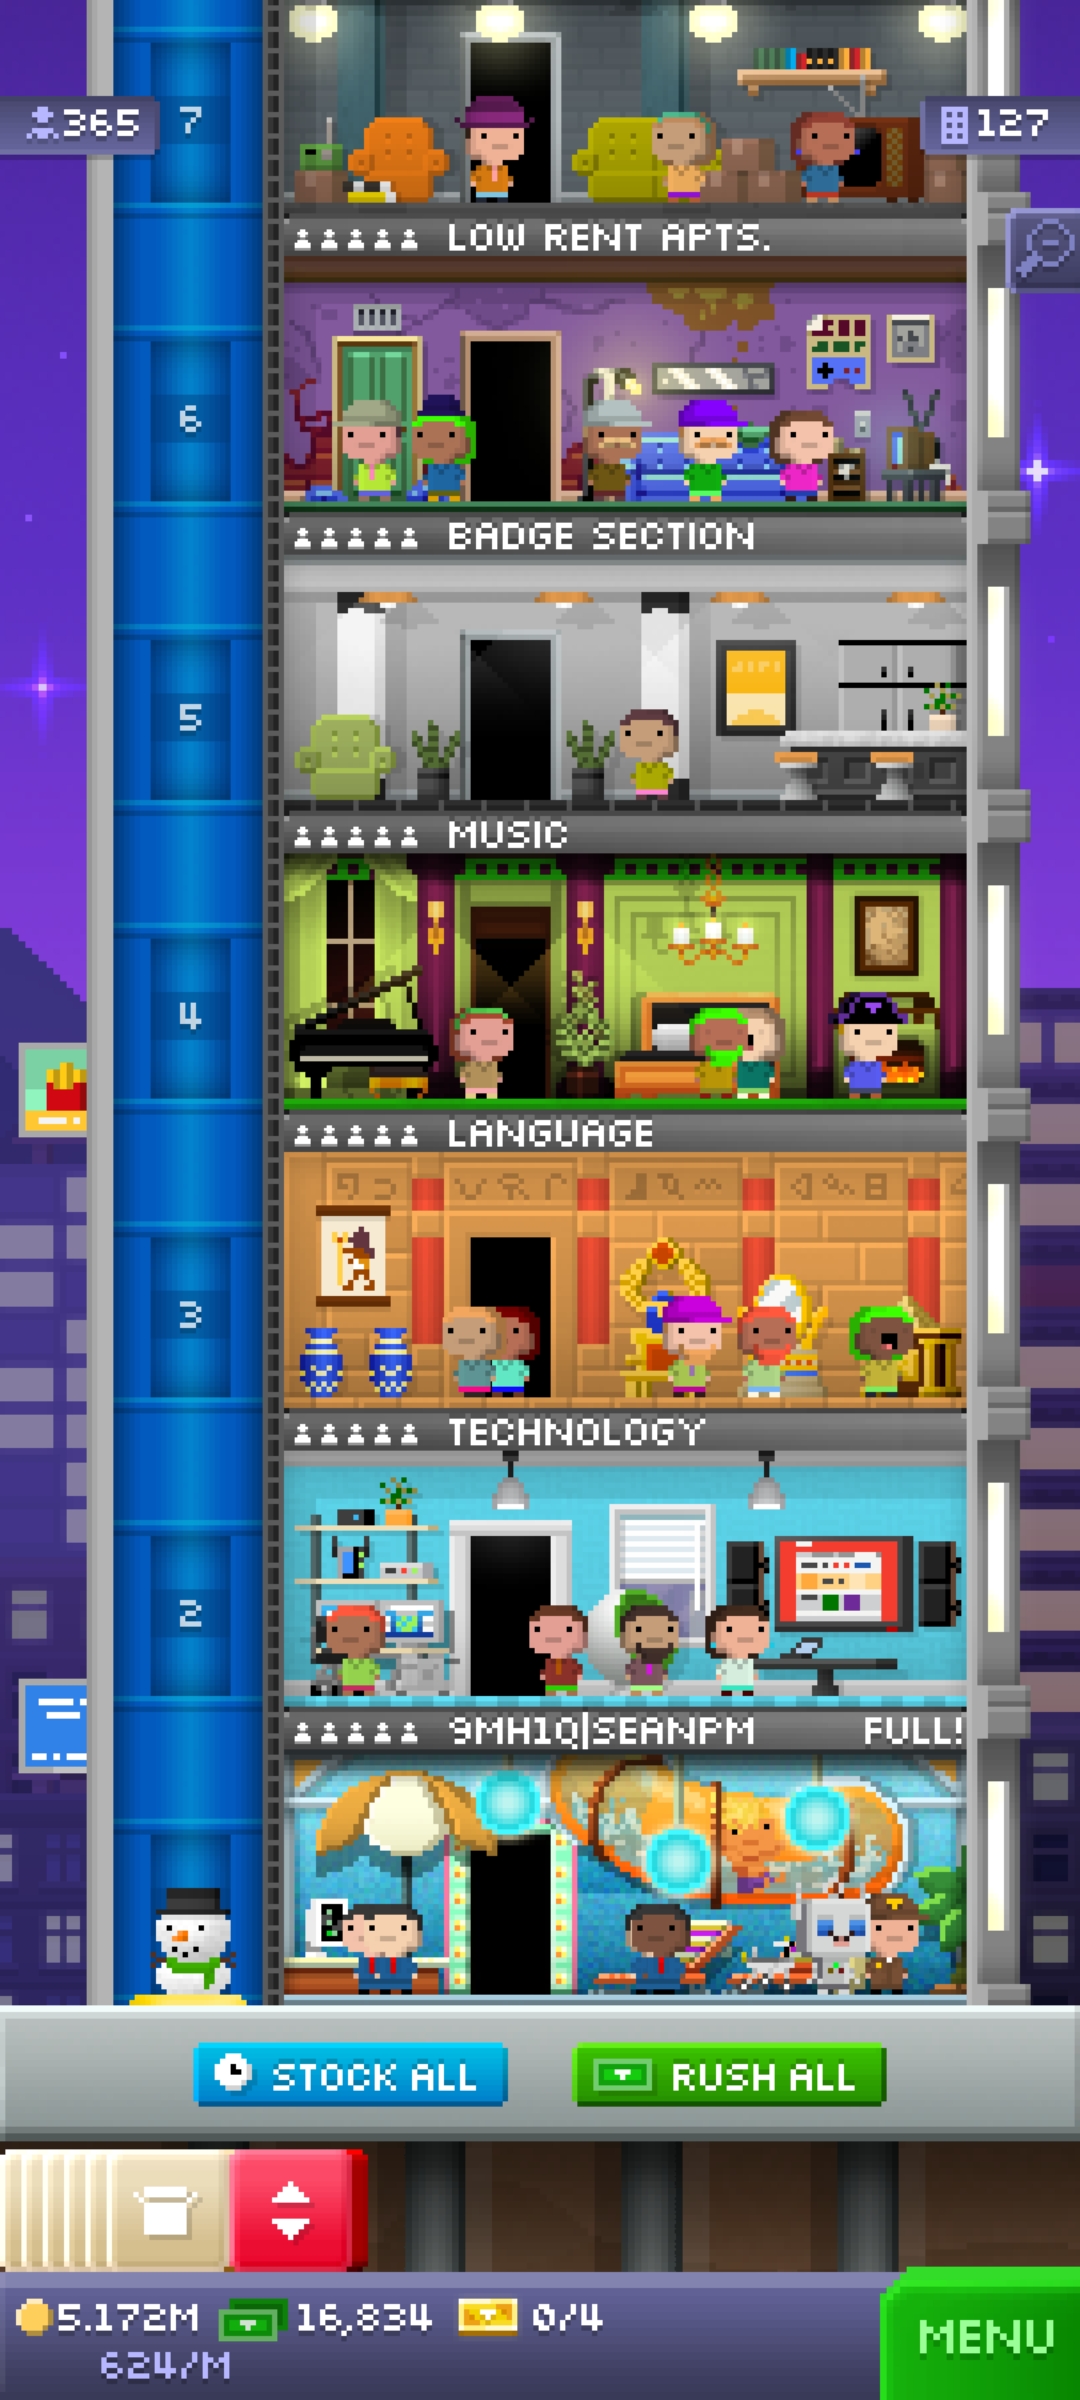 365
7
127
LOW RENT APTS.
6
BADGE SECTION
5
MUSIC
4
LANGUAGE
3
TECHNOLOGY
2
9MH1Q|SEANPM FULL!
STOCK ALL
RUSH ALL
5.172M
16,834
0/4
624/M
MENU